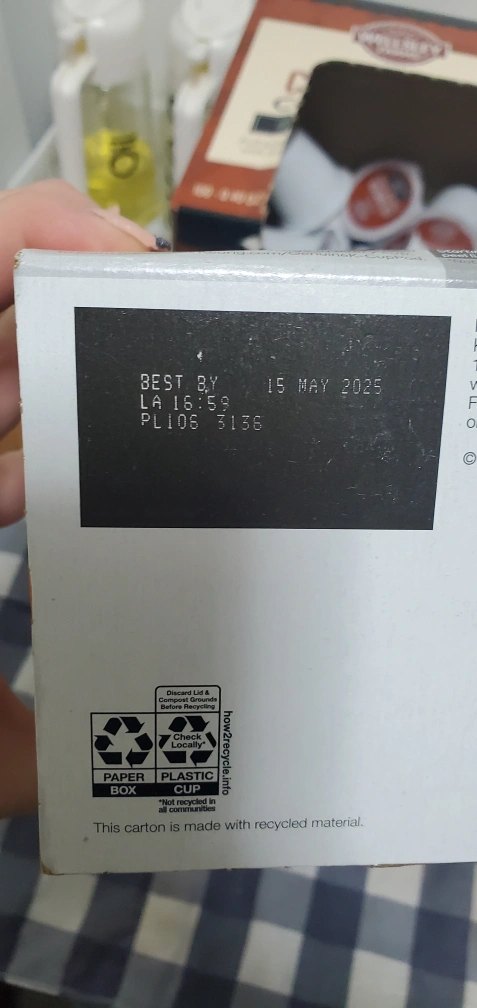 BEST BY 15 MAY 2025
LA 16:59
PL106 3136
Discard Lid &
Compost Grounds
Before Recycling
Check
Locally*
PAPER
BOX
PLASTIC
CUP
*Not recycled in
all communities
how2recycle.info
This carton is made with recycled material.
©